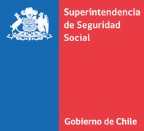 Superintendencia
de Seguridad
Social
Gobierno de Chile